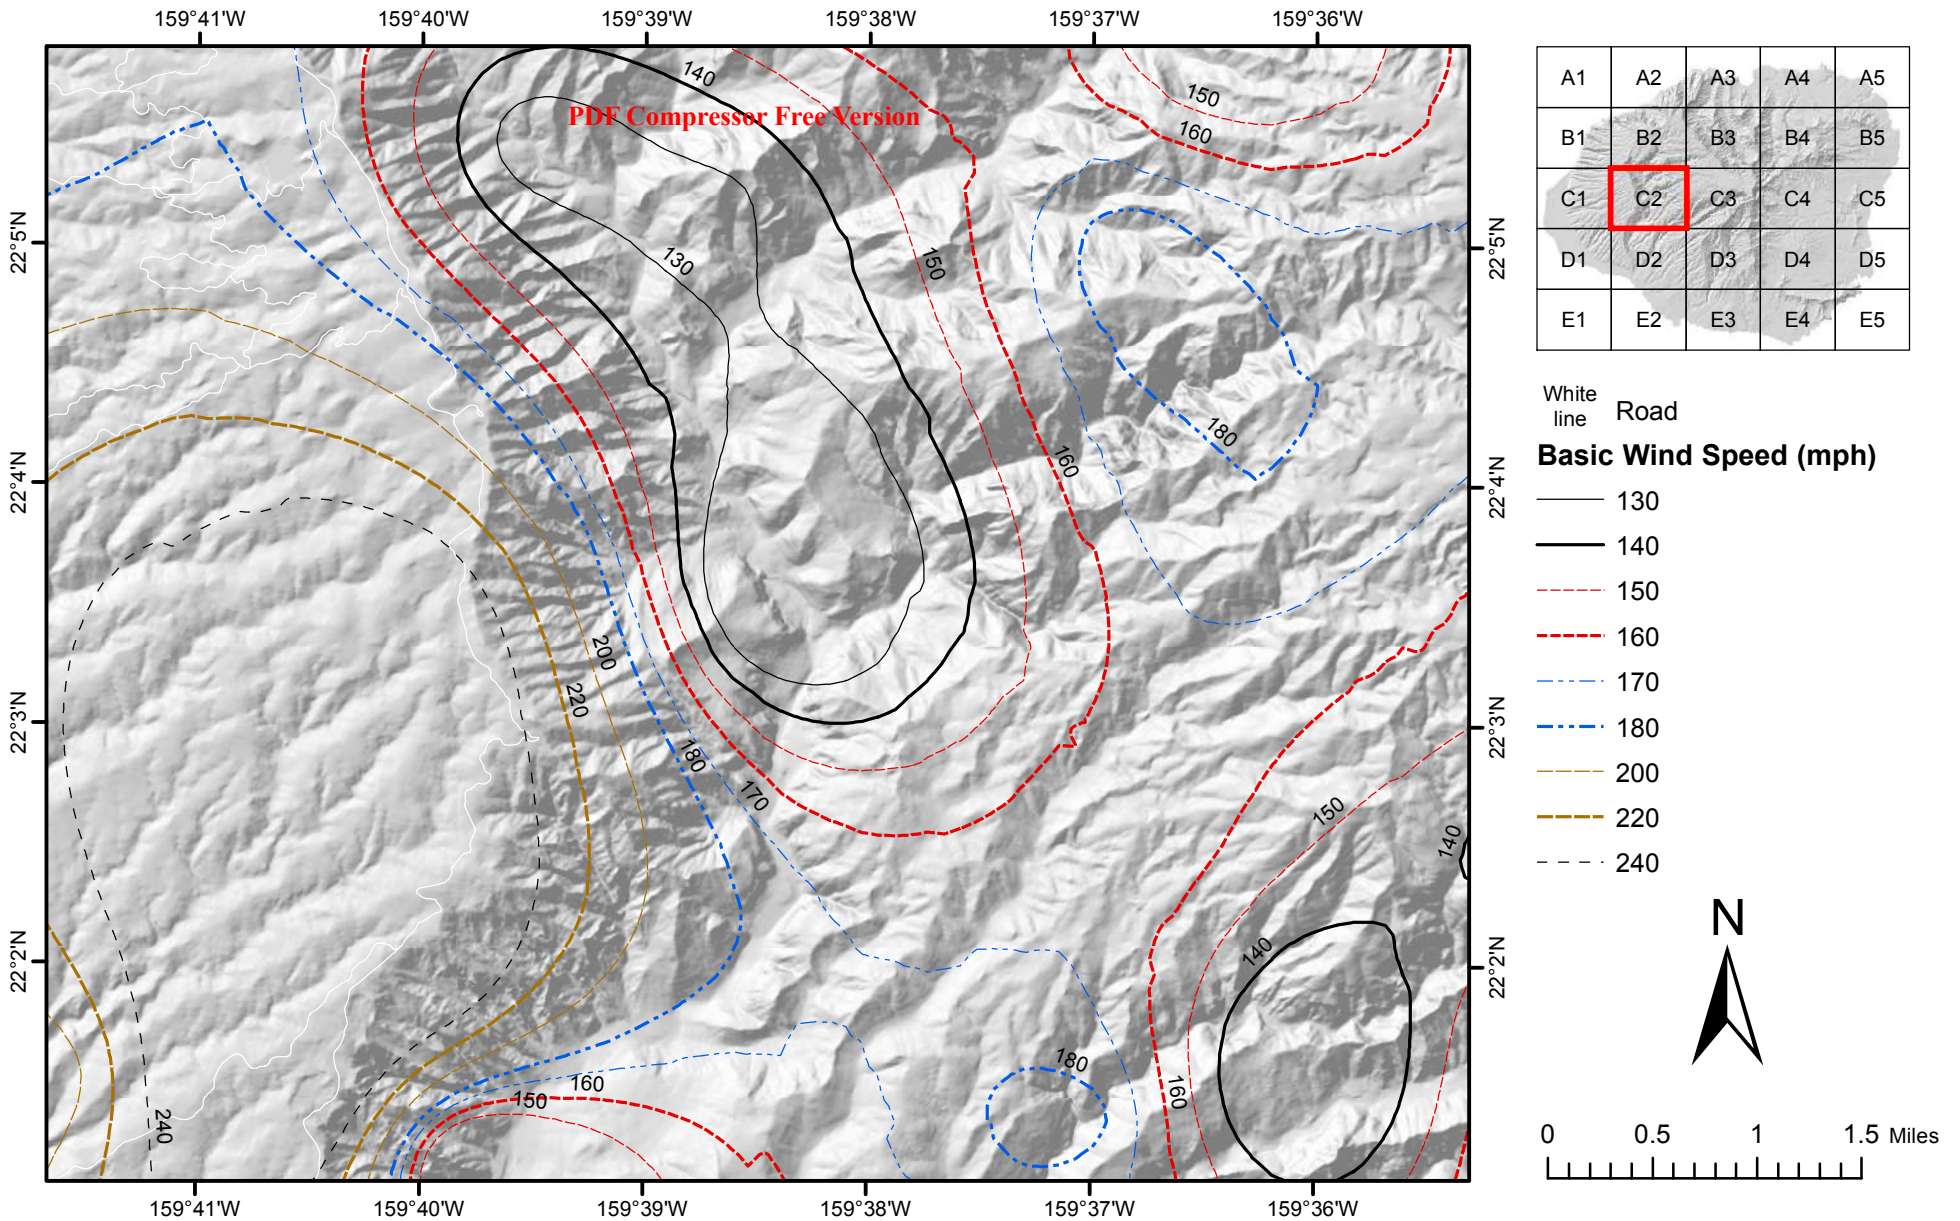 159°41'W 159°40'W 159°39'W 159°38'W 159°37'W 159°36'W
PDF Compressor Free Version
22°5'N
22°4'N
22°3'N
22°2'N
22°5'N
22°4'N
22°3'N
22°2'N
140
130
150
150
160
160
180
200
220
180
170
150
140
140
160
180
160
150
240
159°41'W 159°40'W 159°39'W 159°38'W 159°37'W 159°36'W
A1 A2 A3 A4 A5
B1 B2 B3 B4 B5
C1 C2 C3 C4 C5
D1 D2 D3 D4 D5
E1 E2 E3 E4 E5
White
line Road
Basic Wind Speed (mph)
130
140
150
160
170
180
200
220
240
N
0 0.5 1 1.5 Miles